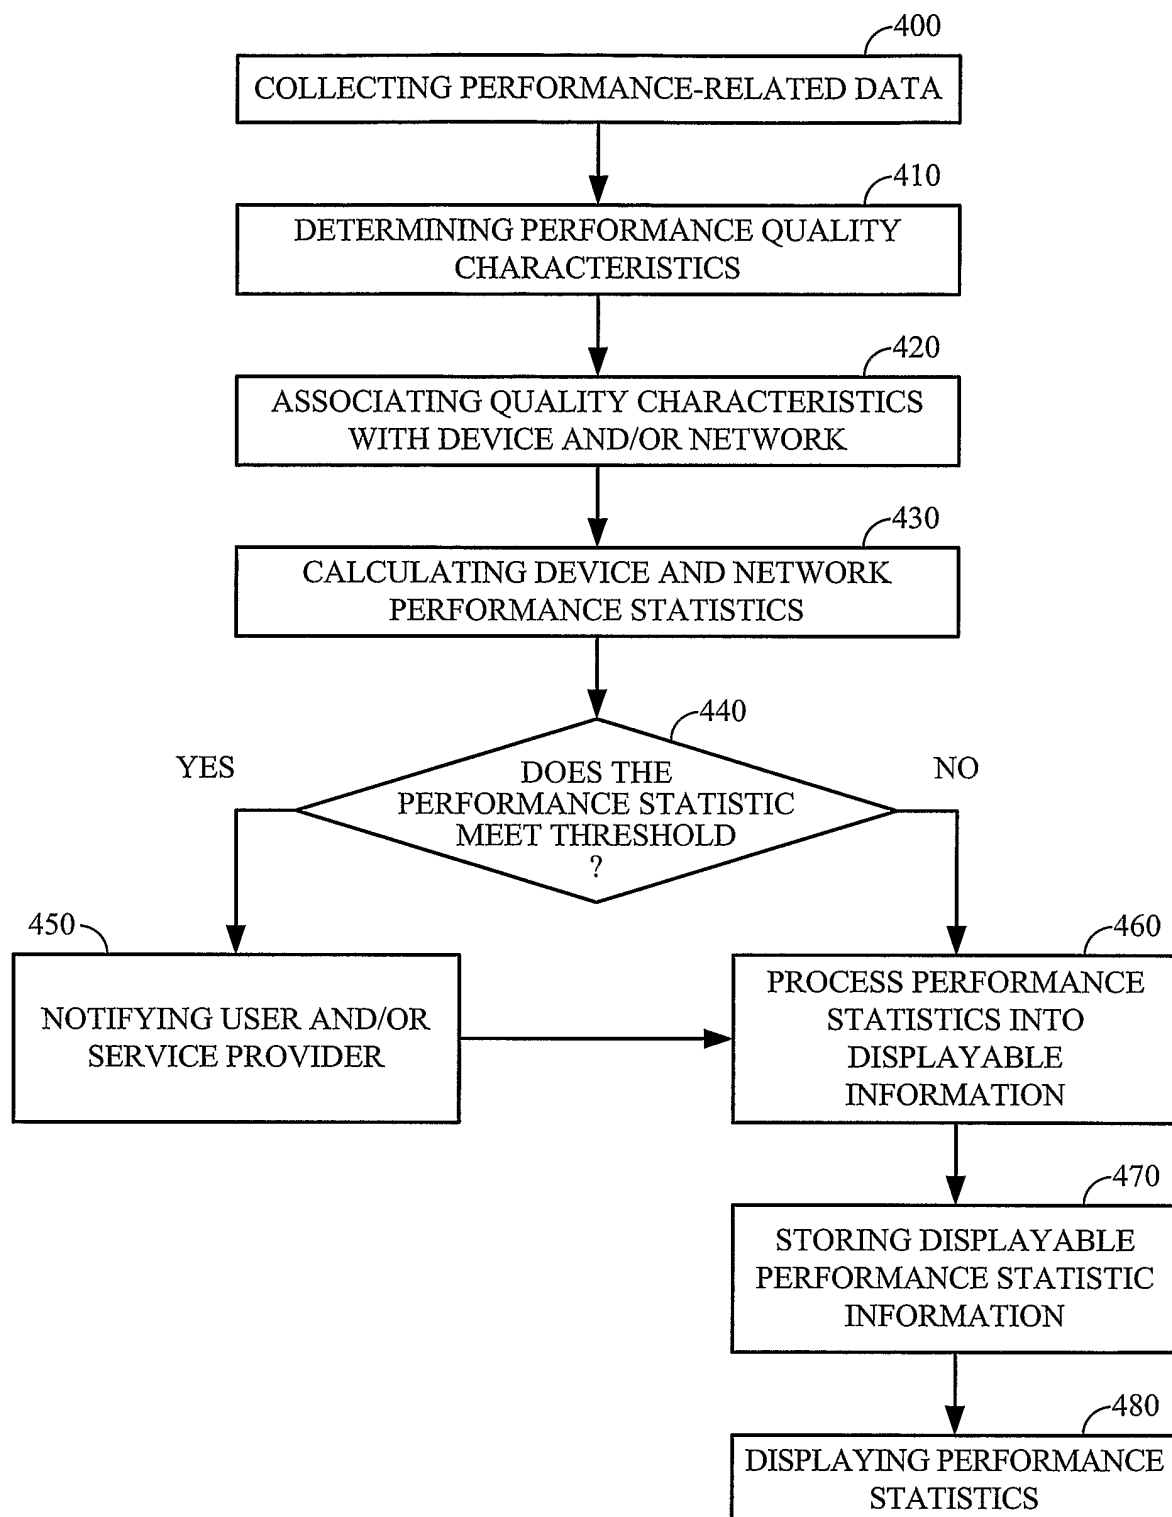 400
COLLECTING PERFORMANCE-RELATED DATA
410
DETERMINING PERFORMANCE QUALITY
CHARACTERISTICS
420
ASSOCIATING QUALITY CHARACTERISTICS
WITH DEVICE AND/OR NETWORK
430
CALCULATING DEVICE AND NETWORK
PERFORMANCE STATISTICS
440
YES
NO
DOES THE
PERFORMANCE STATISTIC
MEET THRESHOLD
?
450
NOTIFYING USER AND/OR
SERVICE PROVIDER
460
PROCESS PERFORMANCE
STATISTICS INTO
DISPLAYABLE
INFORMATION
470
STORING DISPLAYABLE
PERFORMANCE STATISTIC
INFORMATION
480
DISPLAYING PERFORMANCE
STATISTICS